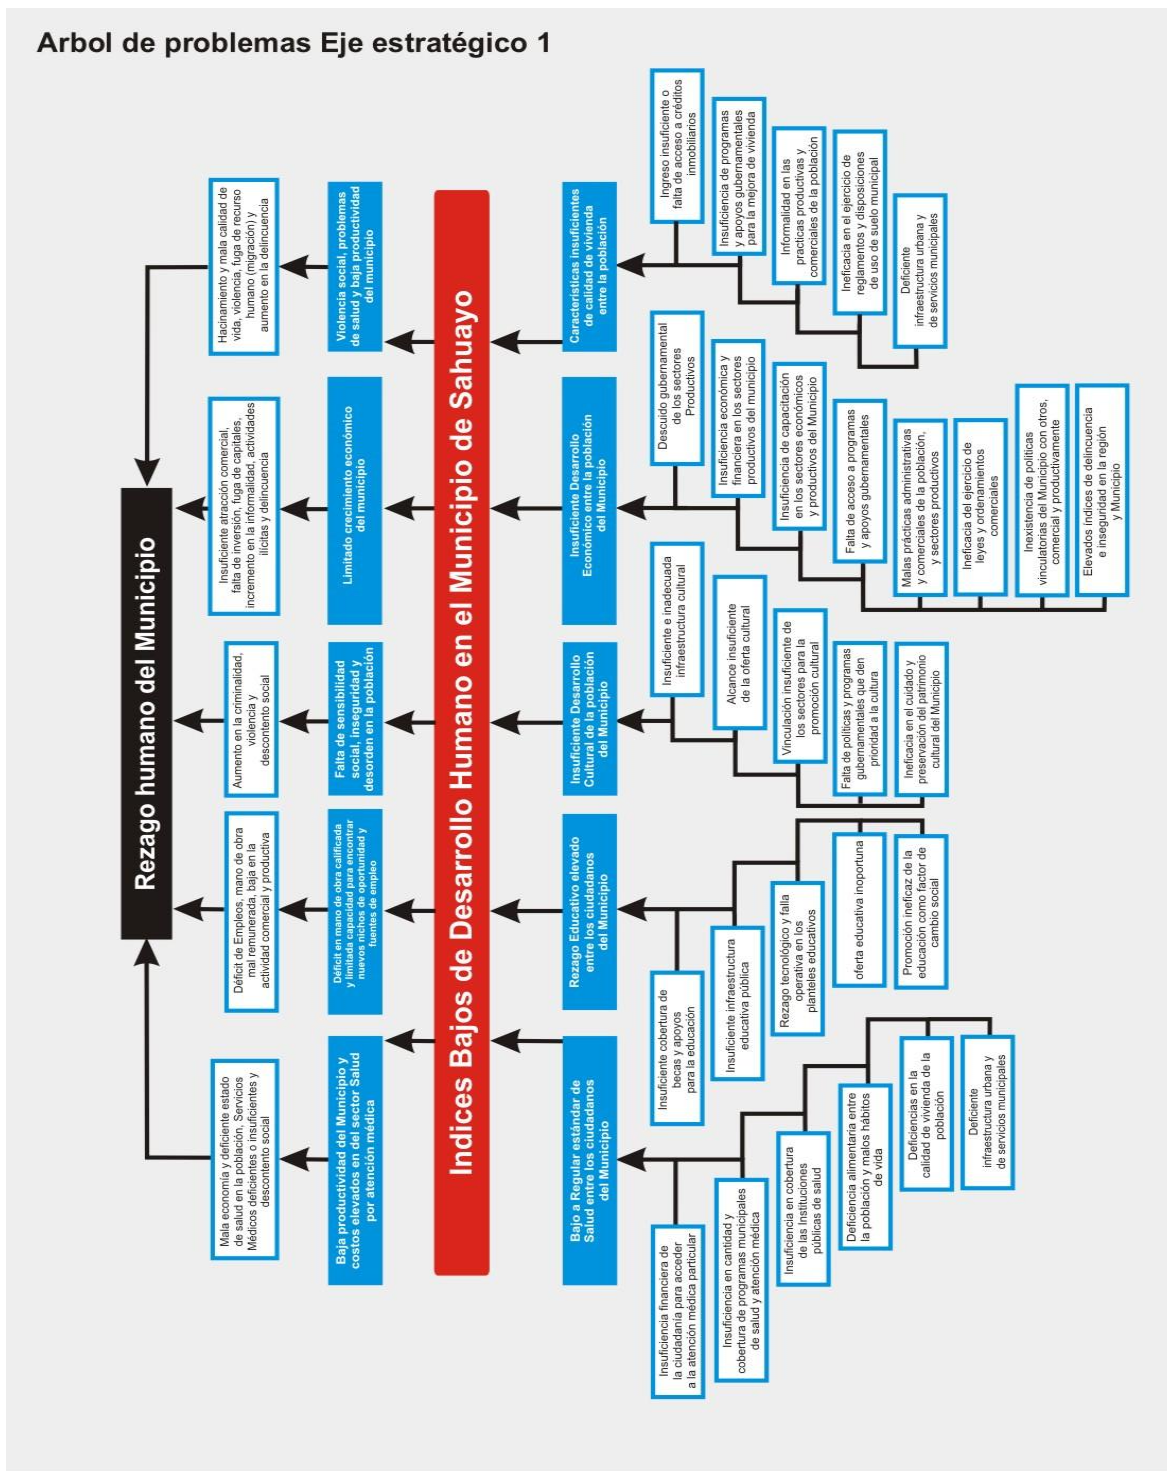 Arbol de problemas Eje estratégico 1
Rezago humano del Municipio
Mala economía y deficiente estado
de salud en la población, Servicios
Médicos deficientes o insuficientes y
descontento social
Déficit de Empleos, mano de obra
mal remunerada, baja en la
actividad comercial y productiva
Aumento en la criminalidad,
violencia y
descontento social
Insuficiente atracción comercial,
falta de inversión, fuga de capitales,
incremento en la informalidad, actividades
ilícitas y delincuencia
Hacinamiento y mala calidad de
vida, violencia, fuga de recurso
humano (migración) y
aumento en la delincuencia
Baja productividad del Municipio y
costos elevados en del sector Salud
por atención médica
Déficit en mano de obra calificada
y limitada capacidad para encontrar
nuevos nichos de oportunidad y
fuentes de empleo
Falta de sensibilidad
social, inseguridad y
desorden en la población
Limitado crecimiento económico
del municipio
Violencia social, problemas
de salud y baja productividad
del municipio
Indices Bajos de Desarrollo Humano en el Municipio de Sahuayo
Bajo a Regular estándar de
Salud entre los ciudadanos
del Municipio
Rezago Educativo elevado
entre los ciudadanos
del Municipio
Insuficiente Desarrollo
Cultural de la población
del Municipio
Insuficiente Desarrollo
Económico entre la población
del Municipio
Características insuficientes
de calidad de vivienda
entre la población
Insuficiencia financiera de
la ciudadanía para acceder
a la atención médica particular
Insuficiencia en cantidad y
cobertura de programas municipales
de salud y atención médica
Insuficiencia en cobertura
de las Instituciones
públicas de salud
Deficiencia alimentaria entre
la población y malos hábitos
de vida
Deficiencias en la
calidad de vivienda de la
población
Deficiente
infraestructura urbana y
de servicios municipales
Insuficiente cobertura de
becas y apoyos
para la educación
Insuficiente infraestructura
educativa pública
Rezago tecnológico y falla
operativa en los
planteles educativos
oferta educativa inoportuna
Promoción ineficaz de la
educación como factor de
cambio social
Insuficiente e inadecuada
infraestructura cultural
Alcance insuficiente
de la oferta cultural
Vinculación insuficiente de
los sectores para la
promoción cultural
Falta de políticas y programas
gubernamentales que den
prioridad a la cultura
Ineficacia en el cuidado y
preservación del patrimonio
cultural del Municipio
Descuido gubernamental
de los sectores
Productivos
Insuficiencia económica y
financiera en los sectores
productivos del municipio
Insuficiencia de capacitación
en los sectores económicos
y productivos del Municipio
Falta de acceso a programas
y apoyos gubernamentales
Malas prácticas administrativas
y comerciales de la población,
y sectores productivos
Ineficacia del ejercicio de
leyes y ordenamientos
comerciales
Inexistencia de políticas
vinculatorias del Municipio con otros,
comercial y productivamente
Elevados índices de delincuencia
e inseguridad en la región
y Municipio
Ingreso insuficiente o
falta de acceso a créditos
inmobiliarios
Insuficiencia de programas
y apoyos gubernamentales
para la mejora de vivienda
Informalidad en las
practicas productivas y
comerciales de la población
Ineficacia en el ejercicio de
reglamentos y disposiciones
de uso de suelo municipal
Deficiente
infraestructura urbana y
de servicios municipales